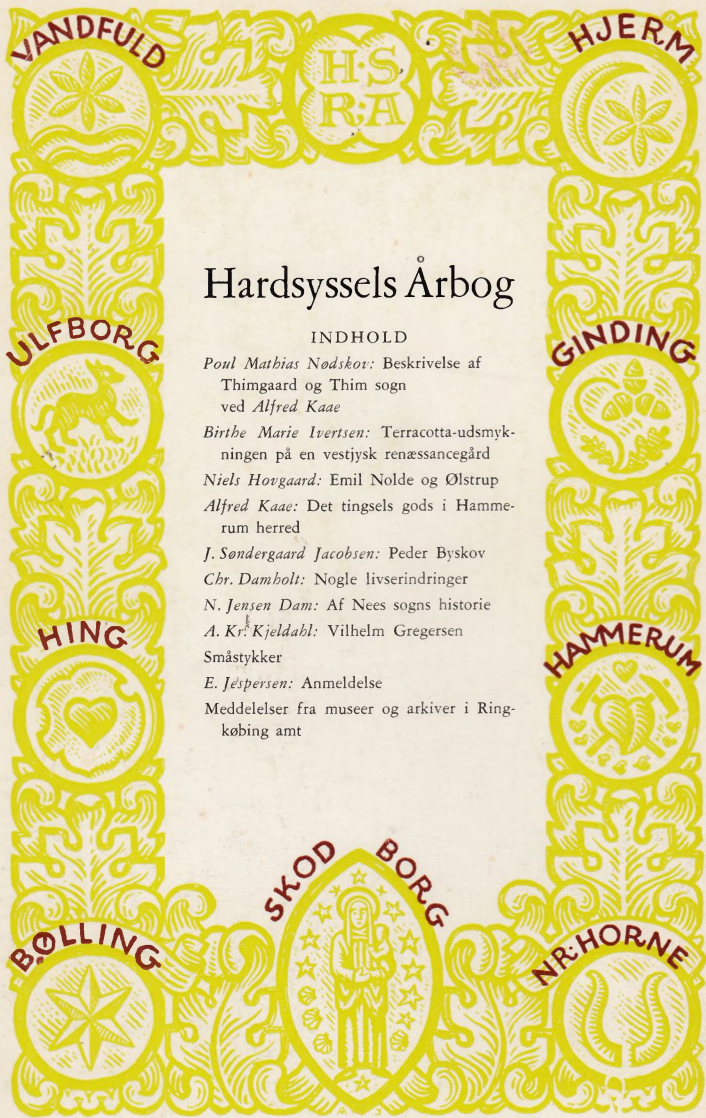 VANDFULD
H·S
R·A
HJERM
Hardsyssels Årbog
INDHOLD
Poul Mathias Nødskov: Beskrivelse af
Thimgaard og Thim sogn
ved Alfred Kaae
Birthe Marie Ivertsen: Terracotta-udsmyk-
ningen på en vestjysk renæssancegård
Niels Hovgaard: Emil Nolde og Ølstrup
Alfred Kaae: Det tingsels gods i Hamme-
rum herred
J. Søndergaard Jacobsen: Peder Byskov
Chr. Damholt: Nogle livserindringer
N. Jensen Dam: Af Nees sogns historie
A. Kr. Kjeldahl: Vilhelm Gregersen
Småstykker
E. Jespersen: Anmeldelse
Meddelelser fra museer og arkiver i Ring-
købing amt
ULFBORG
GINDING
HING
HAMMERUM
SKODBORG
BØLLING
NR·HORNE